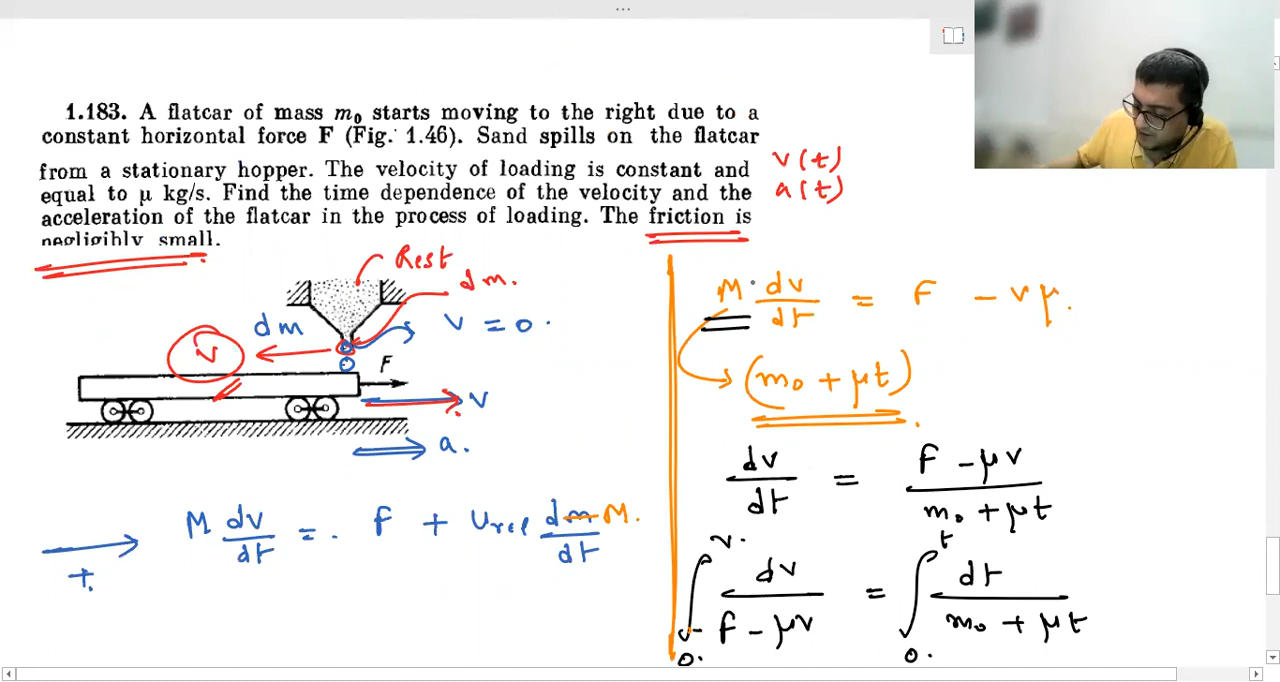 1.183. A flatcar of mass m₀ starts moving to the right due to a
constant horizontal force F (Fig. 1.46). Sand spills on the flatcar
from a stationary hopper. The velocity of loading is constant and
equal to μ kg/s. Find the time dependence of the velocity and the
acceleration of the flatcar in the process of loading. The friction is
negligibly small.
v(t)
a(t)
Rest
dm.
dm
v = 0.
v
F
v
a.
+.
M dv/dt = . F + Urel dM/dt.
M dv/dt = F - vμ.
(m₀ + μt).
dv/dt = F - μv / m₀ + μt
∫₀.^v. dv / F - μv = ∫₀.^t dt / m₀ + μt